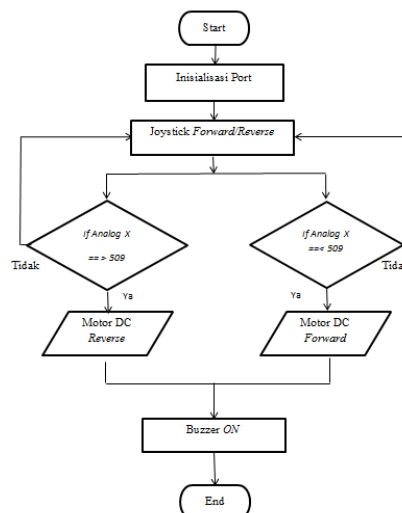 Start
Inisialisasi Port
Joystick Forward/Reverse
if Analog X
== > 509
Tidak
Ya
if Analog X
==< 509
Tida
Ya
Motor DC
Reverse
Motor DC
Forward
Buzzer ON
End